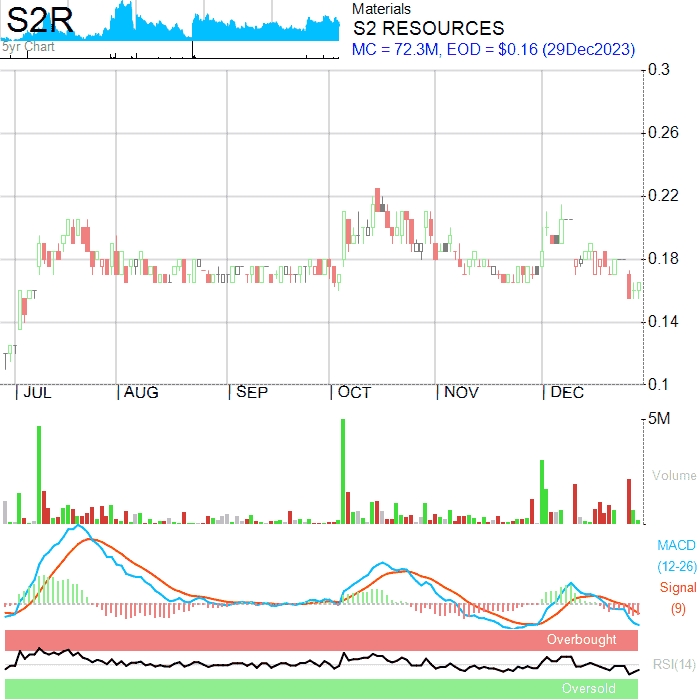 S2R
5yr Chart
Materials
S2 RESOURCES
MC = 72.3M, EOD = $0.16 (29Dec2023)
0.3
0.26
0.22
0.18
0.14
0.1
JUL AUG SEP OCT NOV DEC
5M
Volume
MACD
(12-26)
Signal
(9)
Overbought
RSI(14)
Oversold